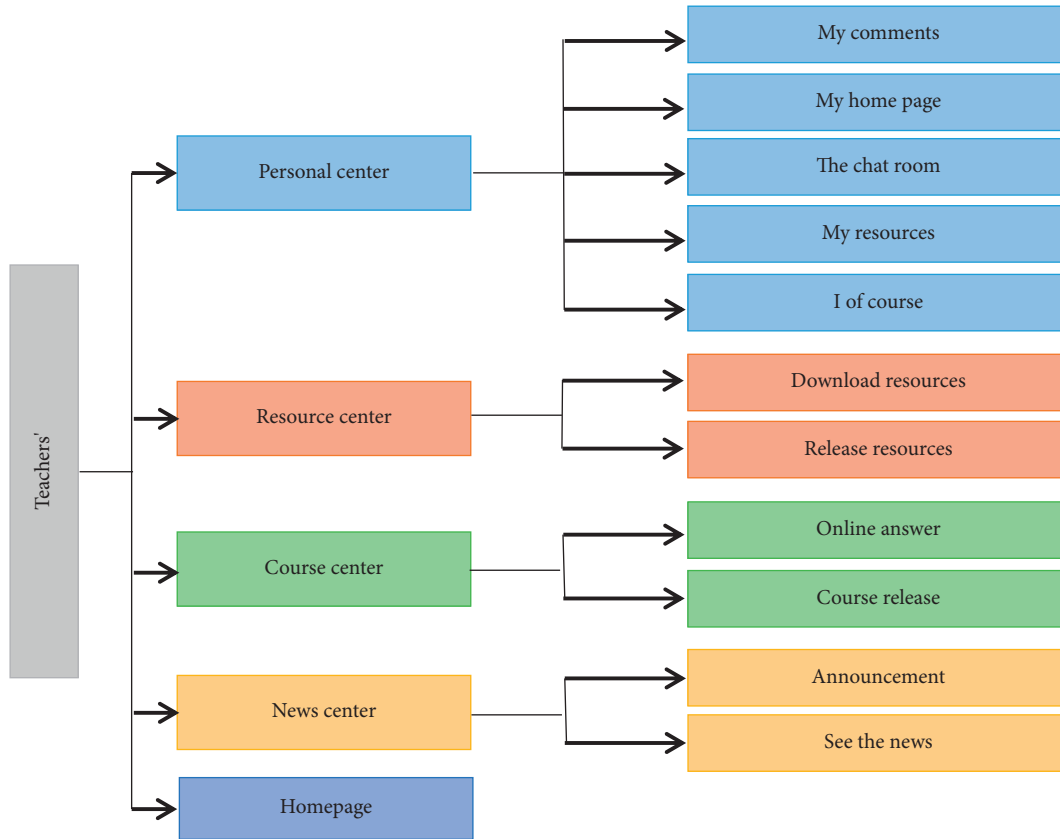 Teachers'
Personal center
My comments
My home page
The chat room
My resources
I of course
Resource center
Download resources
Release resources
Course center
Online answer
Course release
News center
Announcement
See the news
Homepage